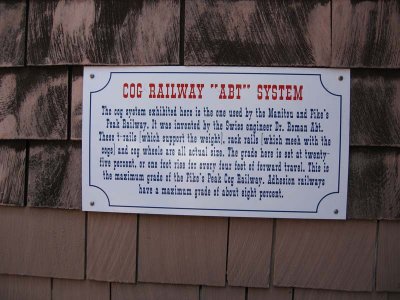 COG RAILWAY "ABT" SYSTEM
The cog system exhibited here is the one used by the Manitou and Pike's
Peak Railway. It was invented by the Swiss engineer Dr. Roman Abt.
These t-rails (which support the weight), rack rails (which mesh with the
cogs) and cog wheels are all actual size. The grade here is set at twenty-
five percent, or one foot rise for every four feet of forward travel. This is
the maximum grade of the Pike's Peak Cog Railway. Adhesion railways
have a maximum grade of about eight percent.